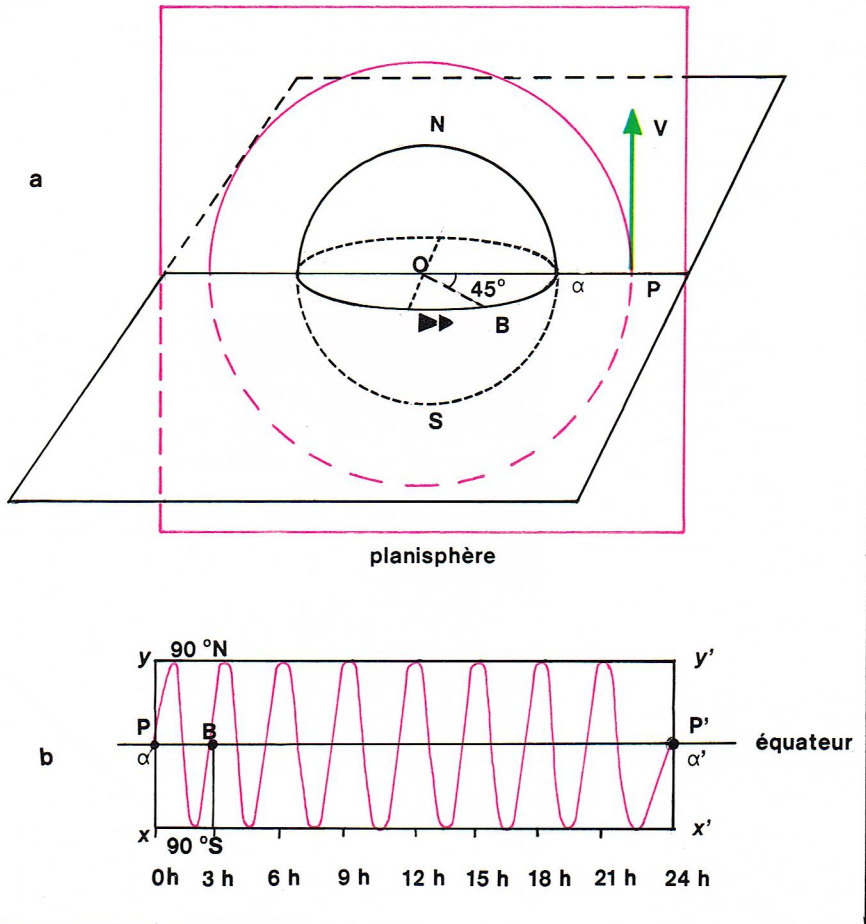 a
N
V
O
45°
α
P
B
S
planisphère
y 90 °N y'
P B P'
équateur
b
α α'
x x'
90 °S
0h 3 h 6 h 9 h 12 h 15 h 18 h 21 h 24 h